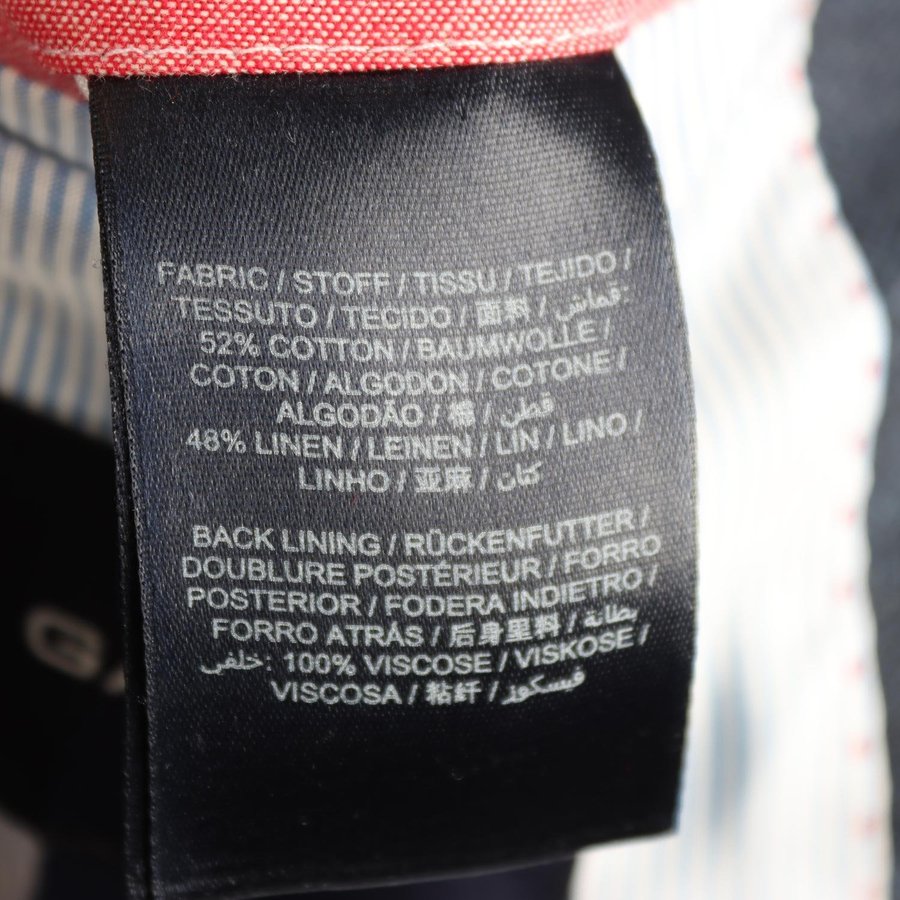 FABRIC / STOFF / TISSU / TEJIDO /
TESSUTO / TECIDO / 面料 / قماش:
52% COTTON / BAUMWOLLE /
COTON / ALGODON / COTONE /
ALGODÃO / 棉 / قطن
48% LINEN / LEINEN / LIN / LINO /
LINHO / 亚麻 / كتان
BACK LINING / RÜCKENFUTTER /
DOUBLURE POSTÉRIEUR / FORRO
POSTERIOR / FODERA INDIETRO /
FORRO ATRÁS / 后身里料 / بطانة
خلفي: 100% VISCOSE / VISKOSE /
VISCOSA / 粘纤 / فيسكوز